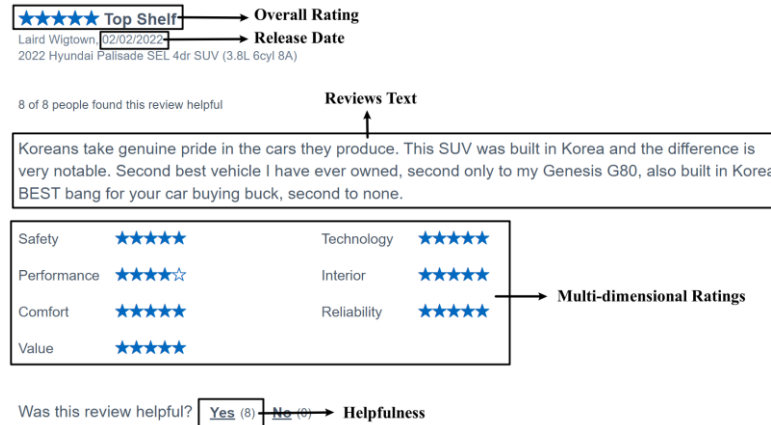 ★★★★★ Top Shelf
Overall Rating
Laird Wigtown, 02/02/2022
Release Date
2022 Hyundai Palisade SEL 4dr SUV (3.8L 6cyl 8A)
8 of 8 people found this review helpful
Reviews Text
Koreans take genuine pride in the cars they produce. This SUV was built in Korea and the difference is
very notable. Second best vehicle I have ever owned, second only to my Genesis G80, also built in Korea
BEST bang for your car buying buck, second to none.
Safety ★★★★★ Technology ★★★★★
Performance ★★★★☆ Interior ★★★★★
Multi-dimensional Ratings
Comfort ★★★★★ Reliability ★★★★★
Value ★★★★★
Was this review helpful? Yes (8) No (0)
Helpfulness